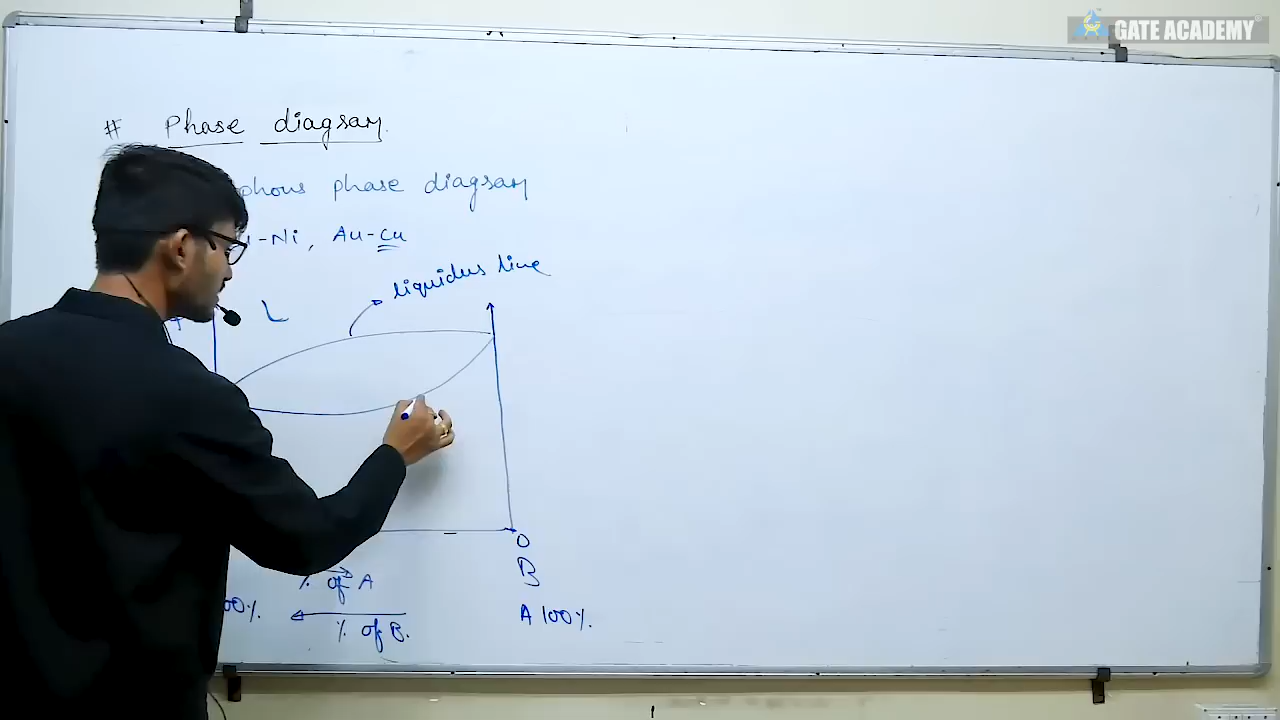 GATE ACADEMY
# Phase diagram.
phous phase diagram
-Ni, Au-Cu
liquidus line
L
0
% of A
B
00%.
A 100%.
% of B.